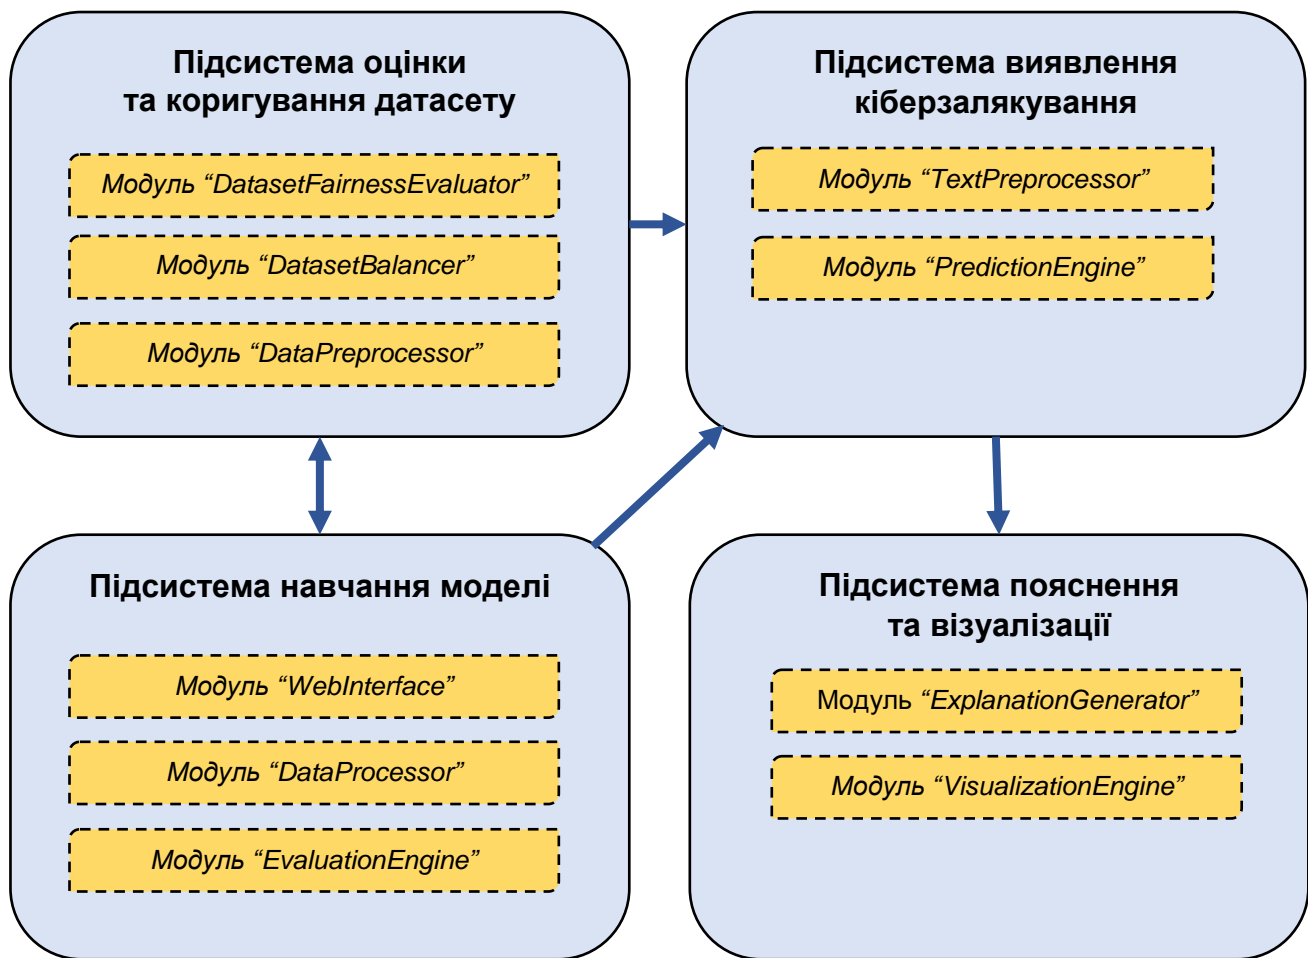 Підсистема оцінки
та коригування датасету
Модуль “DatasetFairnessEvaluator”
Модуль “DatasetBalancer”
Модуль “DataPreprocessor”
Підсистема виявлення
кіберзалякування
Модуль “TextPreprocessor”
Модуль “PredictionEngine”
Підсистема навчання моделі
Модуль “WebInterface”
Модуль “DataProcessor”
Модуль “EvaluationEngine”
Підсистема пояснення
та візуалізації
Модуль “ExplanationGenerator”
Модуль “VisualizationEngine”